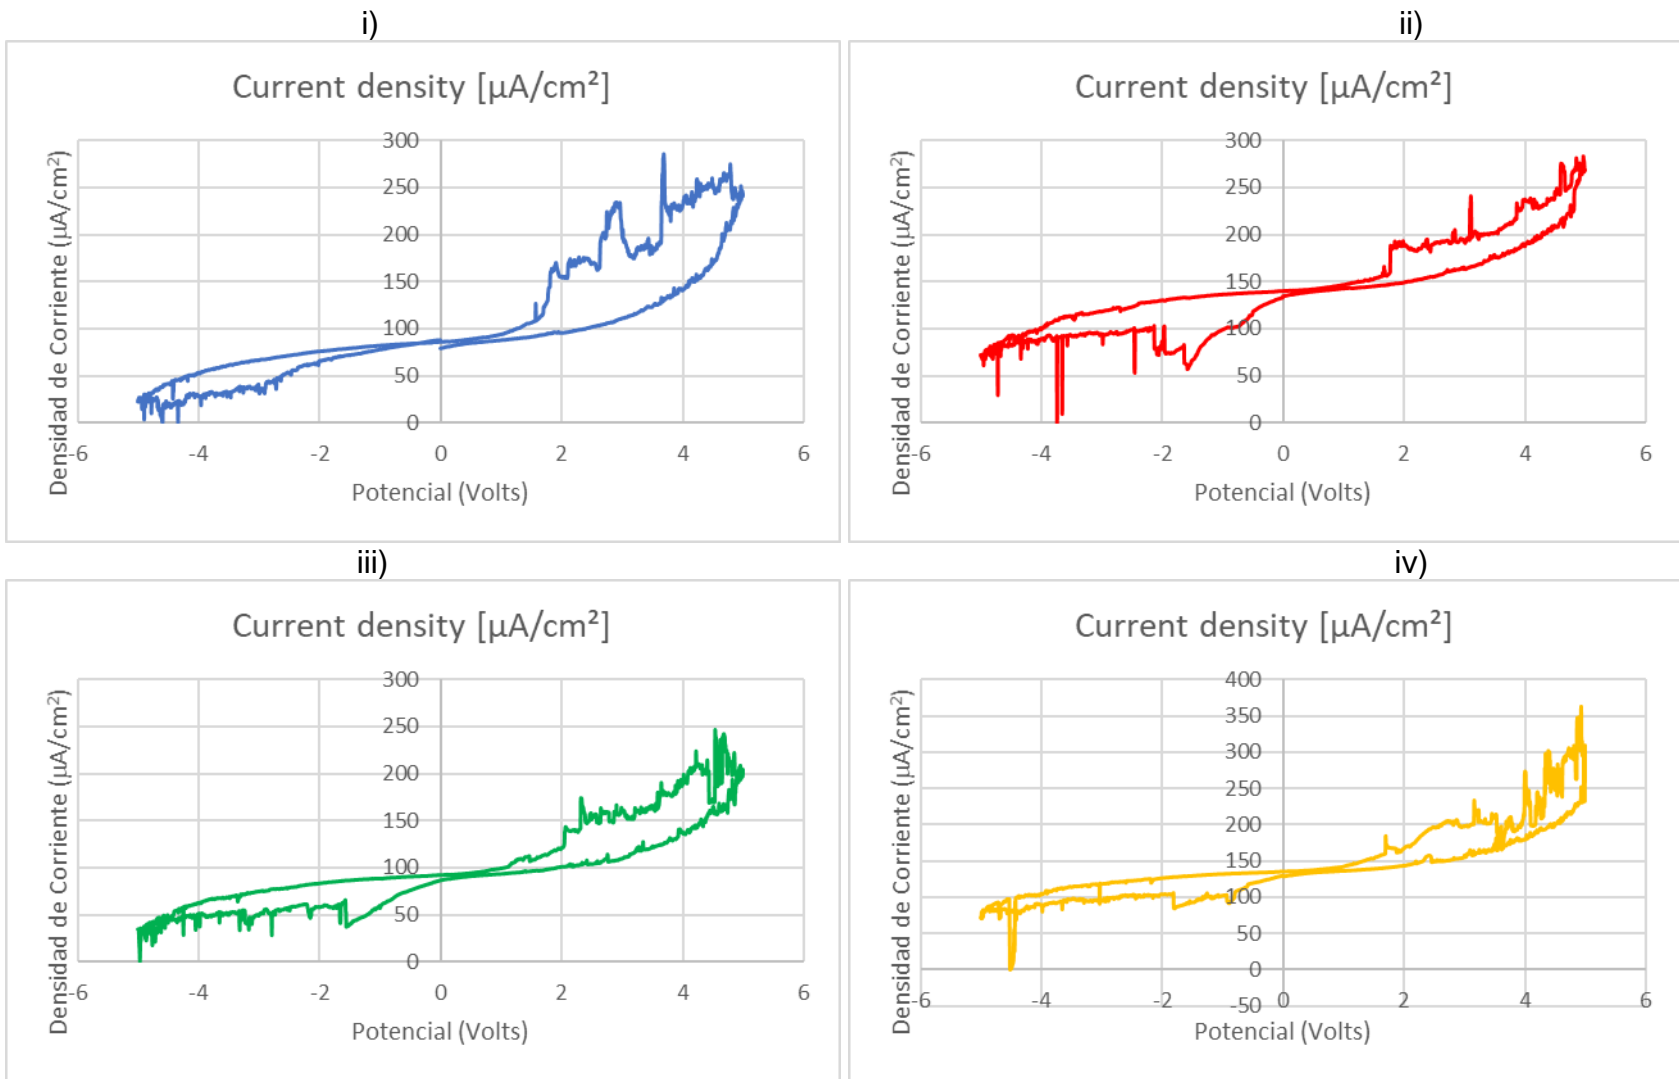 i)
Current density [µA/cm²]
Densidad de Corriente (µA/cm²)
300
250
200
150
100
50
0
-6 -4 -2 0 2 4 6
Potencial (Volts)
ii)
Current density [µA/cm²]
Densidad de Corriente (µA/cm²)
300
250
200
150
100
50
0
-6 -4 -2 0 2 4 6
Potencial (Volts)
iii)
Current density [µA/cm²]
Densidad de Corriente (µA/cm²)
300
250
200
150
100
50
0
-6 -4 -2 0 2 4 6
Potencial (Volts)
iv)
Current density [µA/cm²]
Densidad de Corriente (µA/cm²)
400
350
300
250
200
150
100
50
0
-50
-6 -4 -2 0 2 4 6
Potencial (Volts)